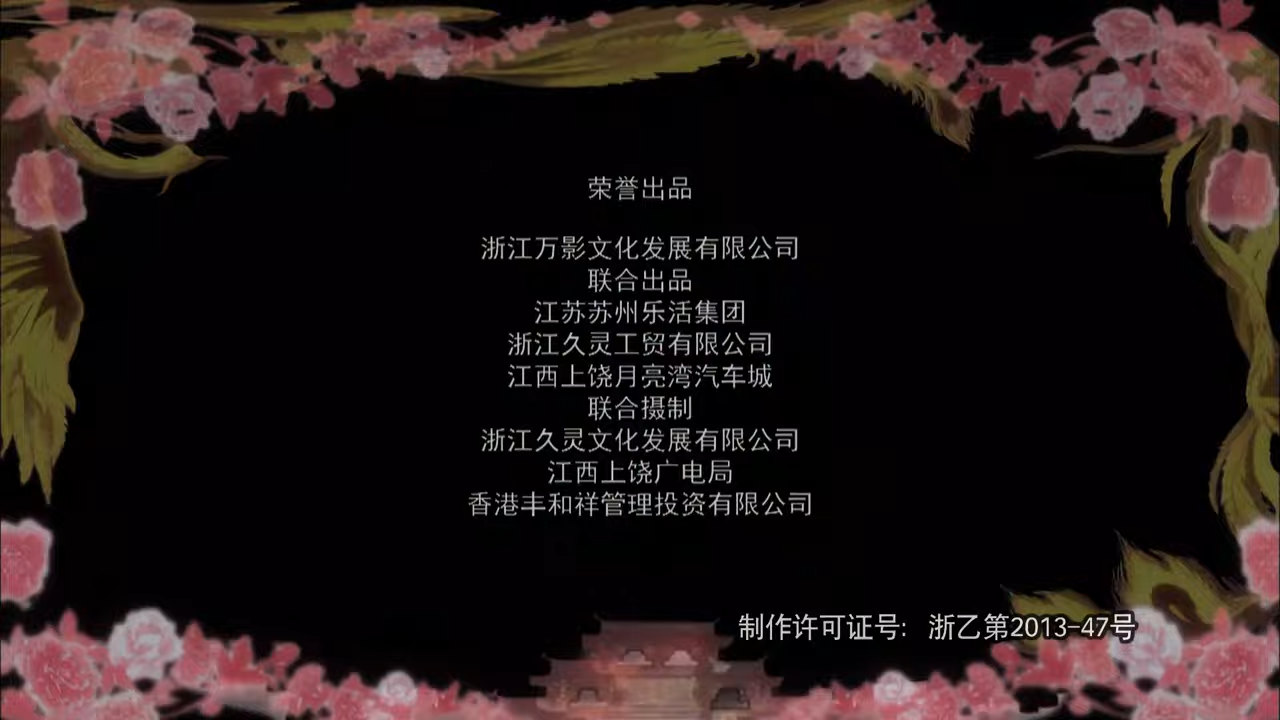 荣誉出品
浙江万影文化发展有限公司
联合出品
江苏苏州乐活集团
浙江久灵工贸有限公司
江西上饶月亮湾汽车城
联合摄制
浙江久灵文化发展有限公司
江西上饶广电局
香港丰和祥管理投资有限公司
制作许可证号： 浙乙第2013-47号